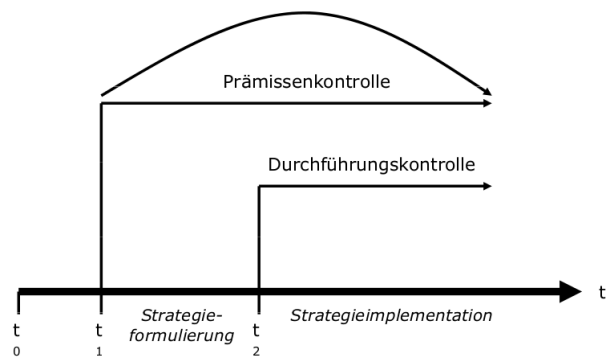 Prämissenkontrolle
Durchführungskontrolle
t
t
0
t
1
Strategie-
formulierung
t
2
Strategieimplementation